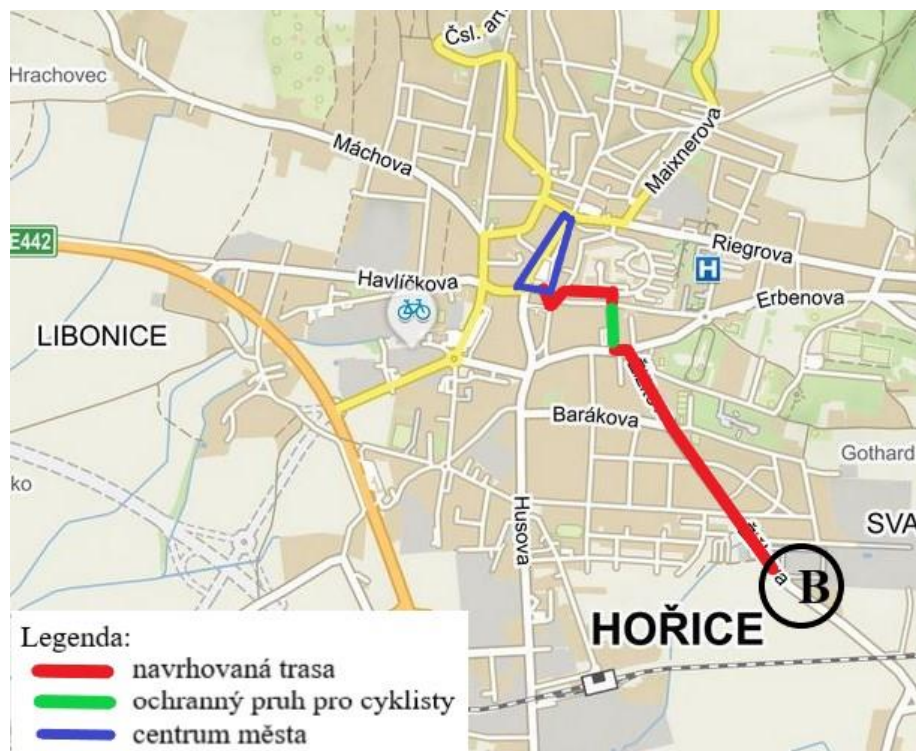 Čsl. arm
Hrachovec
Maixnerova
Máchova
E442
Riegrova
H
Havlíčkova
Erbenova
LIBONICE
Barákova
Gothard
ko
Husova
SVA
B
HOŘICE
Legenda:
navrhovaná trasa
ochranný pruh pro cyklisty
centrum města